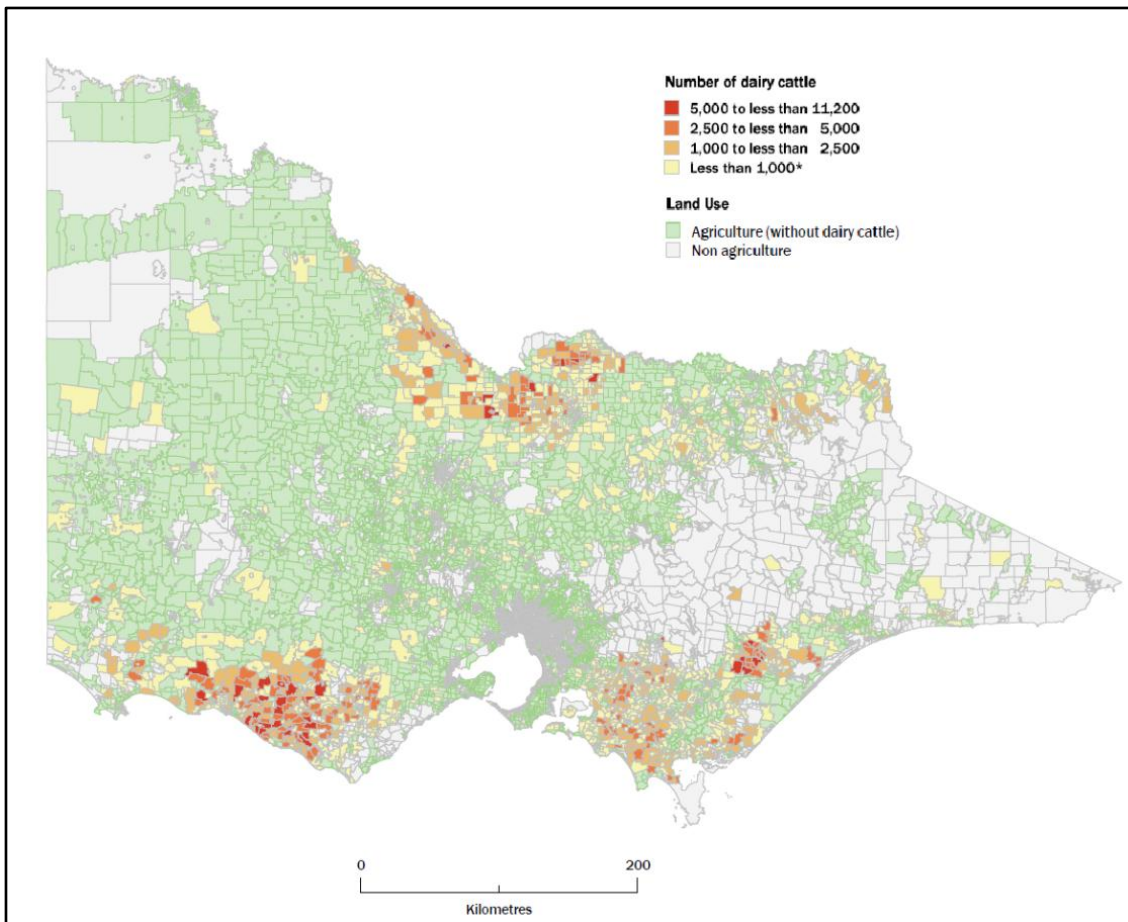 Number of dairy cattle
5,000 to less than 11,200
2,500 to less than 5,000
1,000 to less than 2,500
Less than 1,000*
Land Use
Agriculture (without dairy cattle)
Non agriculture
0 200
Kilometres